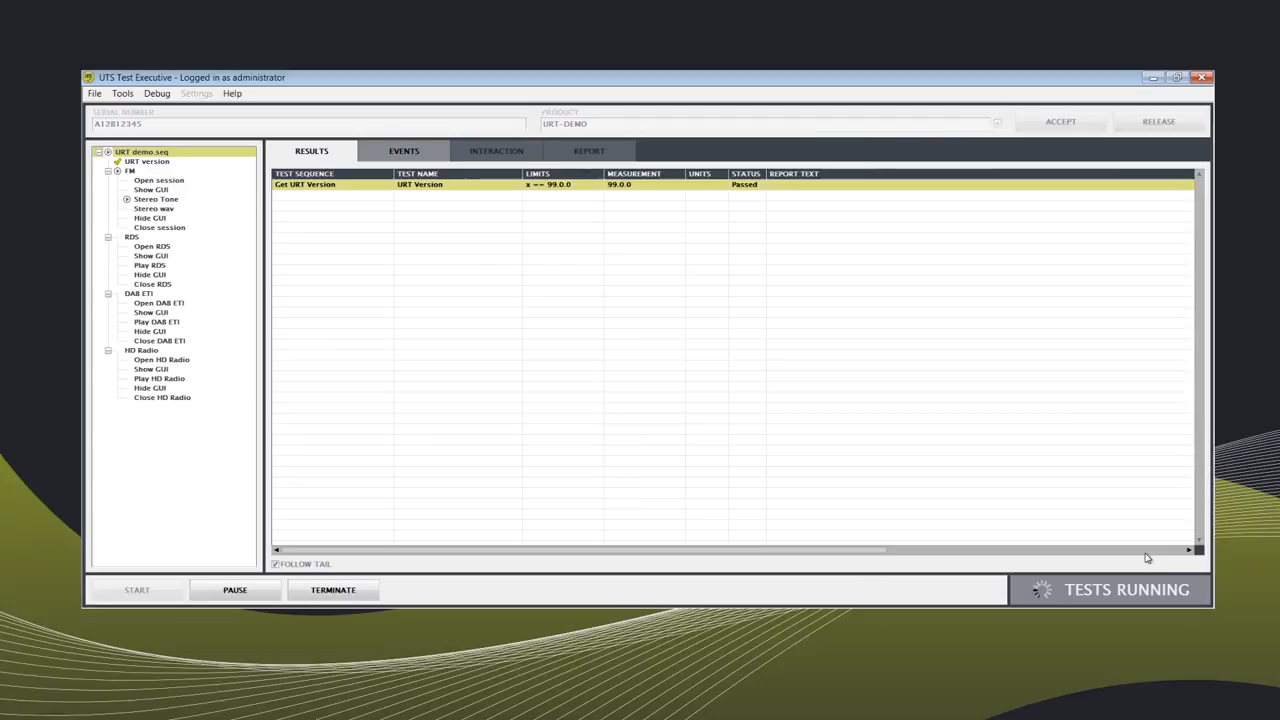 UTS Test Executive - Logged in as administrator
File Tools Debug Settings Help
SERIAL NUMBER
A12B12345
PRODUCT
URT-DEMO
ACCEPT
RELEASE
URT demo.seq
URT version
FM
Open session
Show GUI
Stereo Tone
Stereo wav
Hide GUI
Close session
RDS
Open RDS
Show GUI
Play RDS
Hide GUI
Close RDS
DAB ETI
Open DAB ETI
Show GUI
Play DAB ETI
Hide GUI
Close DAB ETI
HD Radio
Open HD Radio
Show GUI
Play HD Radio
Hide GUI
Close HD Radio
RESULTS EVENTS INTERACTION REPORT
TEST SEQUENCE TEST NAME LIMITS MEASUREMENT UNITS STATUS REPORT TEXT
Get URT Version URT Version x == 99.0.0 99.0.0 Passed
FOLLOW TAIL
START PAUSE TERMINATE
TESTS RUNNING